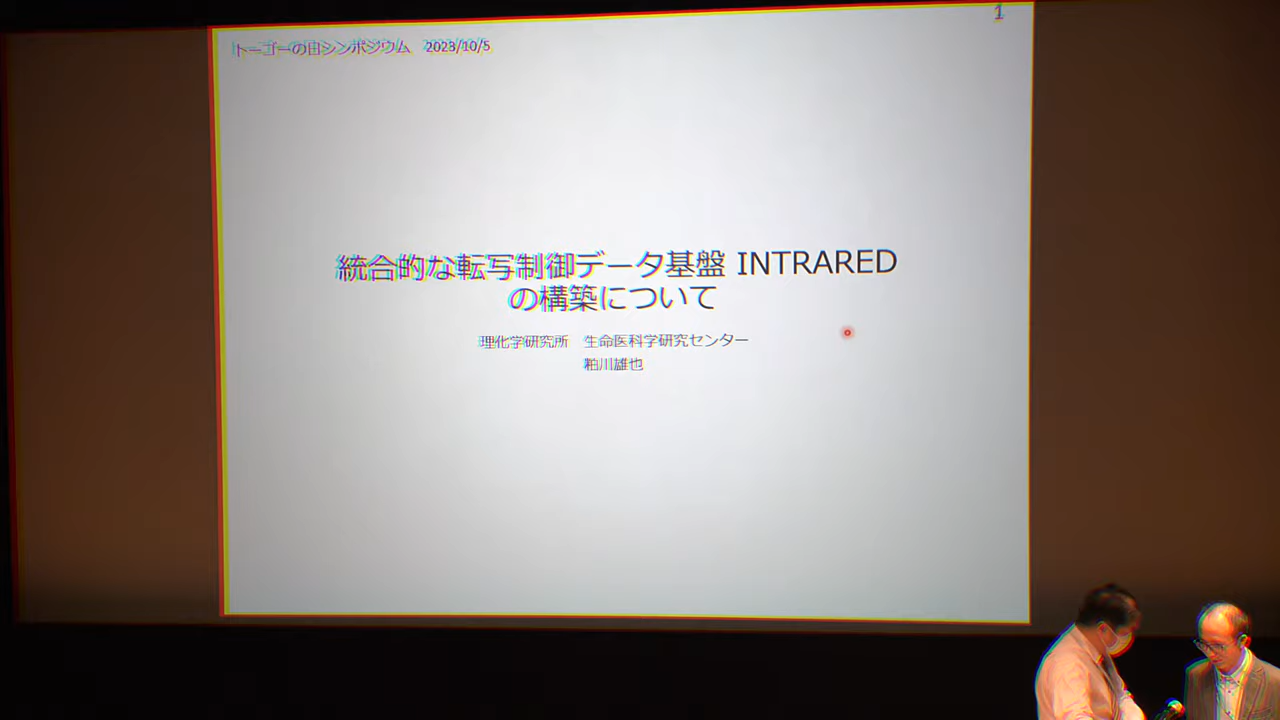 1
トーゴーの日シンポジウム 2023/10/5
統合的な転写制御データ基盤 INTRARED
の構築について
理化学研究所 生命医科学研究センター
粕川雄也